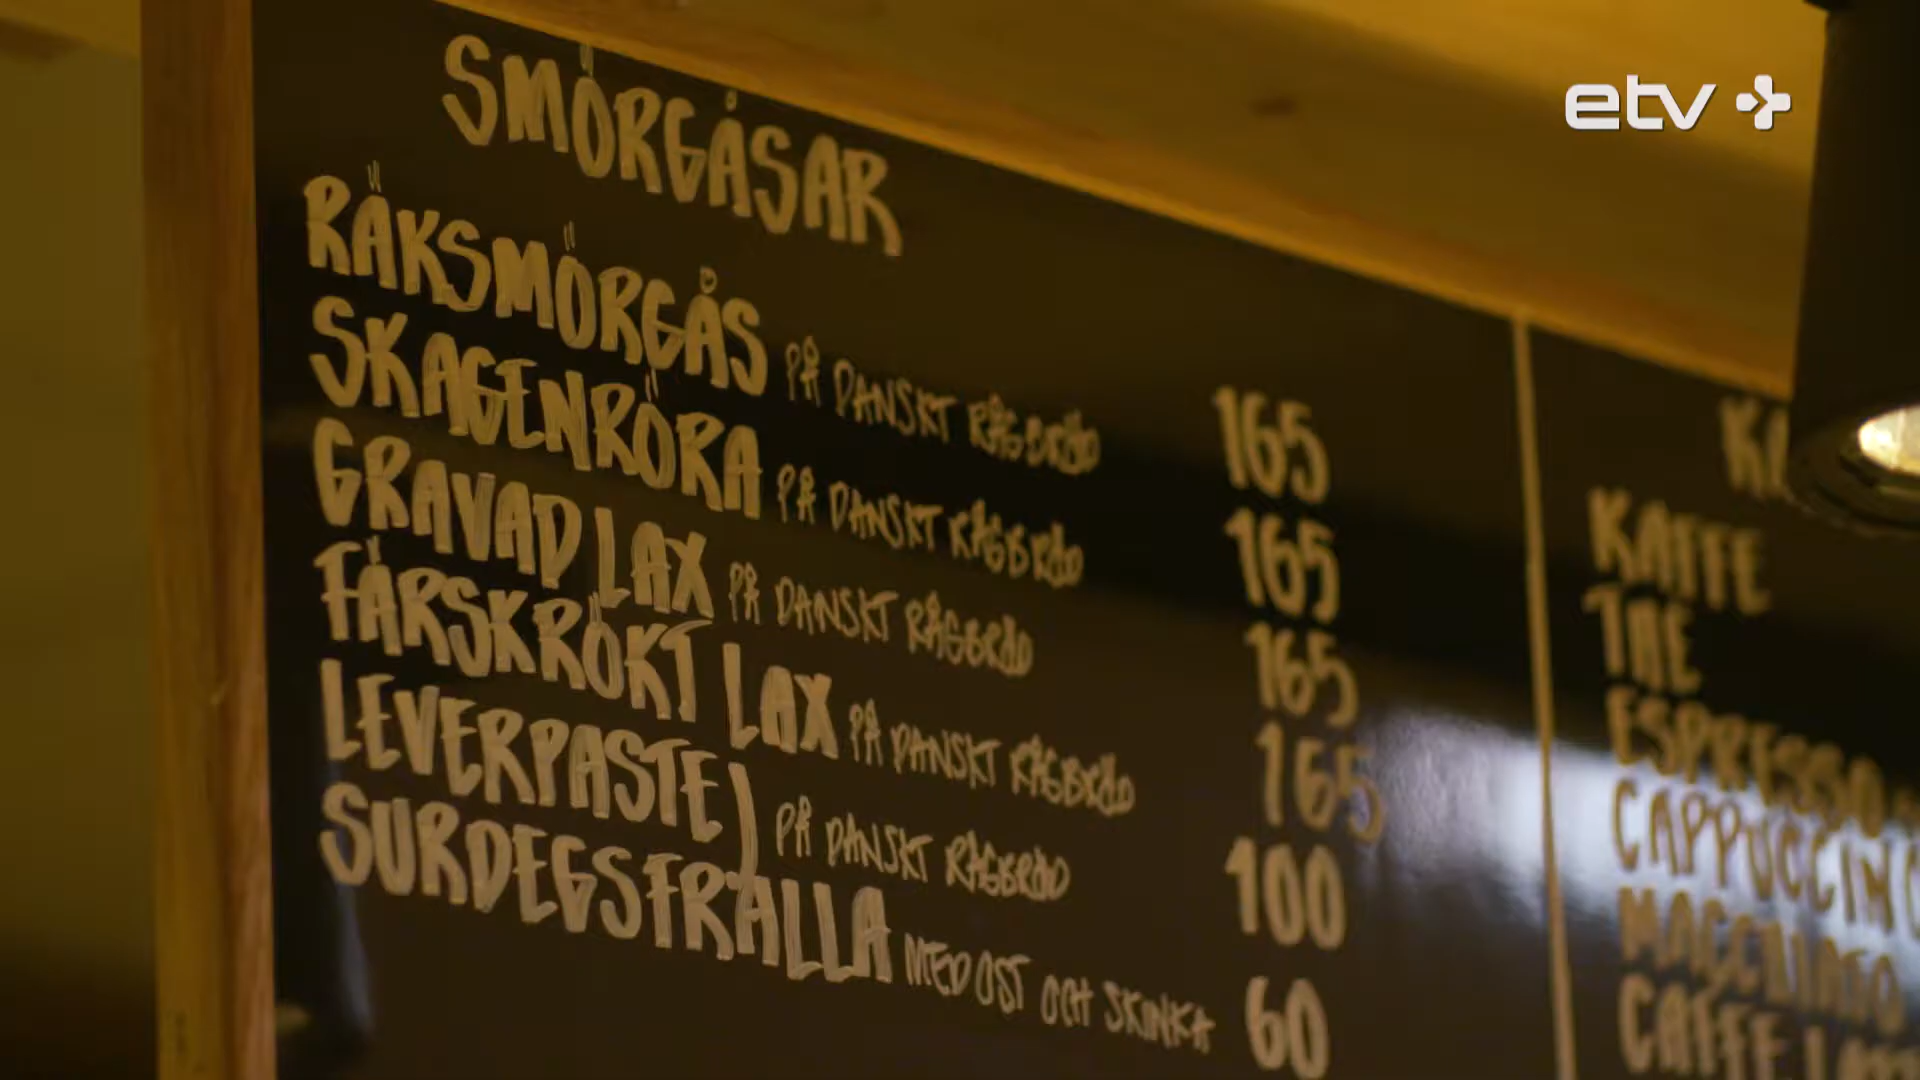 etv+
SMÖRGÅSAR
RÄKSMÖRGÅS PÅ DANSKT RÅGBRÖD 165
SKAGENRÖRA PÅ DANSKT RÅGBRÖD 165
GRAVAD LAX PÅ DANSKT RÅGBRÖD 165
FÄRSKRÖKT LAX PÅ DANSKT RÅGBRÖD 165
LEVERPASTEJ PÅ DANSKT RÅGBRÖD 100
SURDEGSFRALLA MED OST OCH SKINKA 60
KAFFE
THE
ESPRESSO
CAPPUCCINO
MACCHIATO
CAFFE